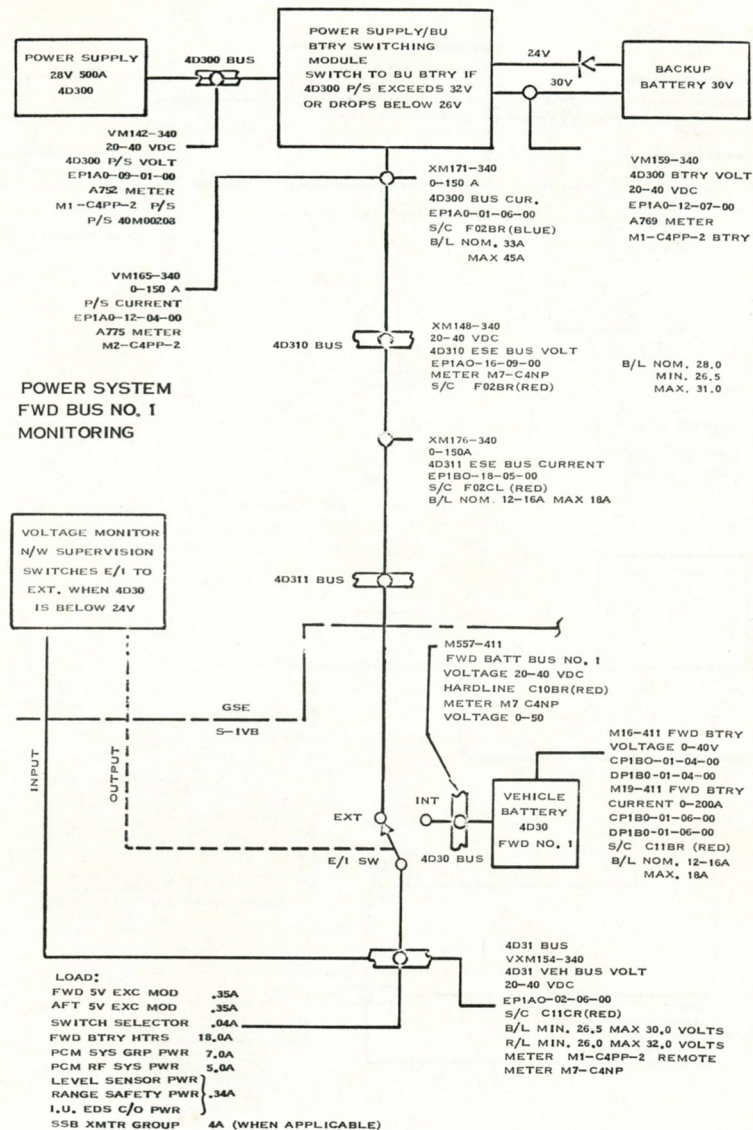 POWER SUPPLY
28V 500A
4D300
4D300 BUS
POWER SUPPLY/BU
BTRY SWITCHING
MODULE
SWITCH TO BU BTRY IF
4D300 P/S EXCEEDS 32V
OR DROPS BELOW 26V
24V
30V
BACKUP
BATTERY 30V
VM142-340
20-40 VDC
4D300 P/S VOLT
EP1A0-09-01-00
A752 METER
M1-C4PP-2 P/S
P/S 40M00208
XM171-340
0-150 A
4D300 BUS CUR.
EP1A0-01-06-00
S/C F02BR(BLUE)
B/L NOM. 33A
MAX 45A
VM159-340
4D300 BTRY VOLT
20-40 VDC
EP1A0-12-07-00
A769 METER
M1-C4PP-2 BTRY
VM165-340
0-150 A
P/S CURRENT
EP1A0-12-04-00
A775 METER
M2-C4PP-2
4D310 BUS
XM148-340
20-40 VDC
4D310 ESE BUS VOLT
EP1AO-16-09-00
METER M7-C4NP
S/C F02BR(RED)
B/L NOM. 28.0
MIN. 26.5
MAX. 31.0
POWER SYSTEM
FWD BUS NO. 1
MONITORING
XM176-340
0-150A
4D311 ESE BUS CURRENT
EP1BO-18-05-00
S/C F02CL (RED)
B/L NOM. 12-16A MAX 18A
VOLTAGE MONITOR
N/W SUPERVISION
SWITCHES E/I TO
EXT. WHEN 4D30
IS BELOW 24V
4D311 BUS
M557-411
FWD BATT BUS NO. 1
VOLTAGE 20-40 VDC
HARDLINE C10BR(RED)
METER M7 C4NP
VOLTAGE 0-50
GSE
S-IVB
INPUT
OUTPUT
EXT
INT
E/I SW
4D30 BUS
VEHICLE
BATTERY
4D30
FWD NO. 1
M16-411 FWD BTRY
VOLTAGE 0-40V
CP1B0-01-04-00
DP1B0-01-04-00
M19-411 FWD BTRY
CURRENT 0-200A
CP1B0-01-06-00
DP1B0-01-06-00
S/C C11BR (RED)
B/L NOM. 12-16A
MAX. 18A
4D31 BUS
VXM154-340
4D31 VEH BUS VOLT
20-40 VDC
EP1AO-02-06-00
S/C C11CR(RED)
B/L MIN. 26.5 MAX 30.0 VOLTS
R/L MIN. 26.0 MAX 32.0 VOLTS
METER M1-C4PP-2 REMOTE
METER M7-C4NP
LOAD:
FWD 5V EXC MOD .35A
AFT 5V EXC MOD .35A
SWITCH SELECTOR .04A
FWD BTRY HTRS 18.0A
PCM SYS GRP PWR 7.0A
PCM RF SYS PWR 5.0A
LEVEL SENSOR PWR
RANGE SAFETY PWR .34A
I.U. EDS C/O PWR
SSB XMTR GROUP 4A (WHEN APPLICABLE)